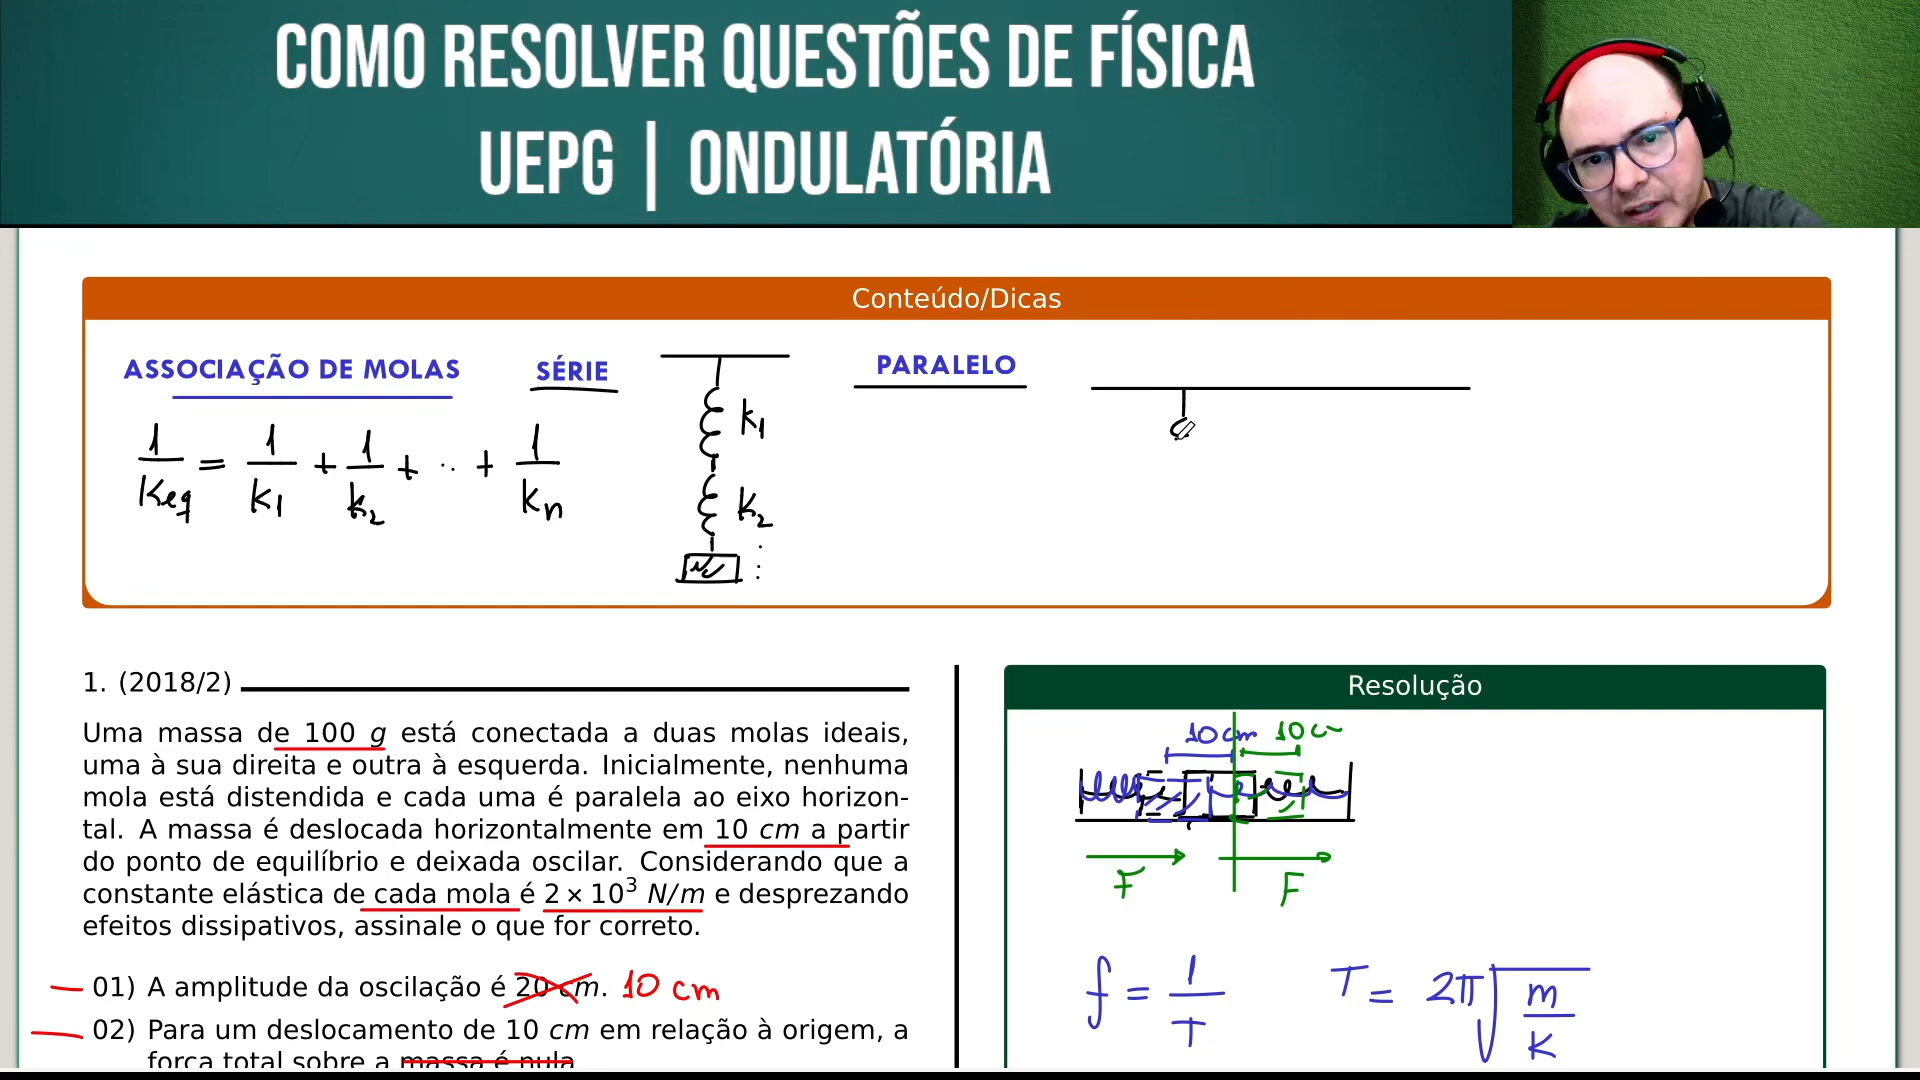 COMO RESOLVER QUESTÕES DE FÍSICA
UEPG | ONDULATÓRIA
Conteúdo/Dicas
ASSOCIAÇÃO DE MOLAS
SÉRIE
PARALELO
1/Keq = 1/k1 + 1/k2 + .. + 1/kn
k1
k2
1. (2018/2)
Uma massa de 100 g está conectada a duas molas ideais,
uma à sua direita e outra à esquerda. Inicialmente, nenhuma
mola está distendida e cada uma é paralela ao eixo horizon-
tal. A massa é deslocada horizontalmente em 10 cm a partir
do ponto de equilíbrio e deixada oscilar. Considerando que a
constante elástica de cada mola é 2 × 10³ N/m e desprezando
efeitos dissipativos, assinale o que for correto.
01) A amplitude da oscilação é 20 cm. 10 cm
02) Para um deslocamento de 10 cm em relação à origem, a
força total sobre a massa é nula
Resolução
10 cm 10 c
F F
f = 1/T T = 2π√m/K